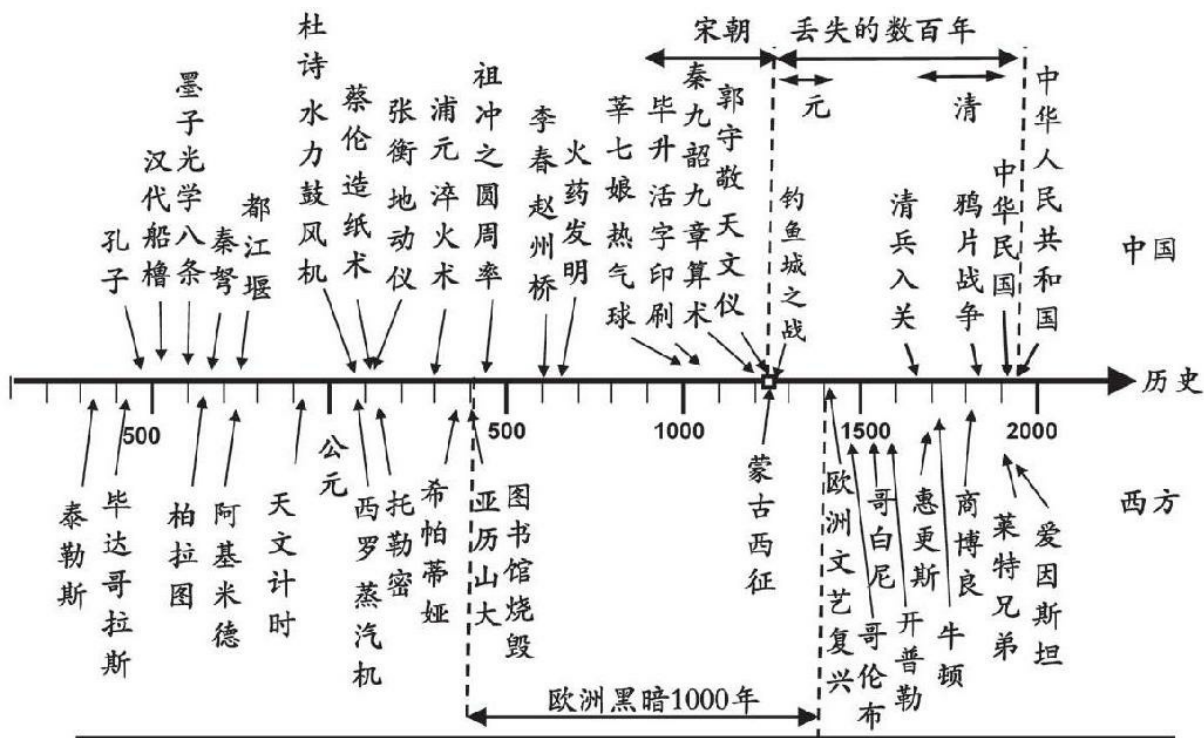 宋朝
丢失的数百年
元
清
孔子
汉代船橹
墨子光学八条
秦弩
都江堰
杜诗水力鼓风机
蔡伦造纸术
张衡地动仪
浦元淬火术
祖冲之圆周率
李春赵州桥
火药发明
莘七娘热气球
毕升活字印刷
秦九韶九章算术
郭守敬天文仪
钓鱼城之战
清兵入关
鸦片战争
中华民国
中华人民共和国
中国
历史
500
公元
500
1000
1500
2000
西方
泰勒斯
毕达哥拉斯
柏拉图
阿基米德
天文计时
西罗蒸汽机
托勒密
希帕蒂娅
亚历山大
图书馆烧毁
蒙古西征
欧洲文艺复兴
哥伦布
哥白尼
开普勒
惠更斯
牛顿
商博良
莱特兄弟
爱因斯坦
欧洲黑暗1000年